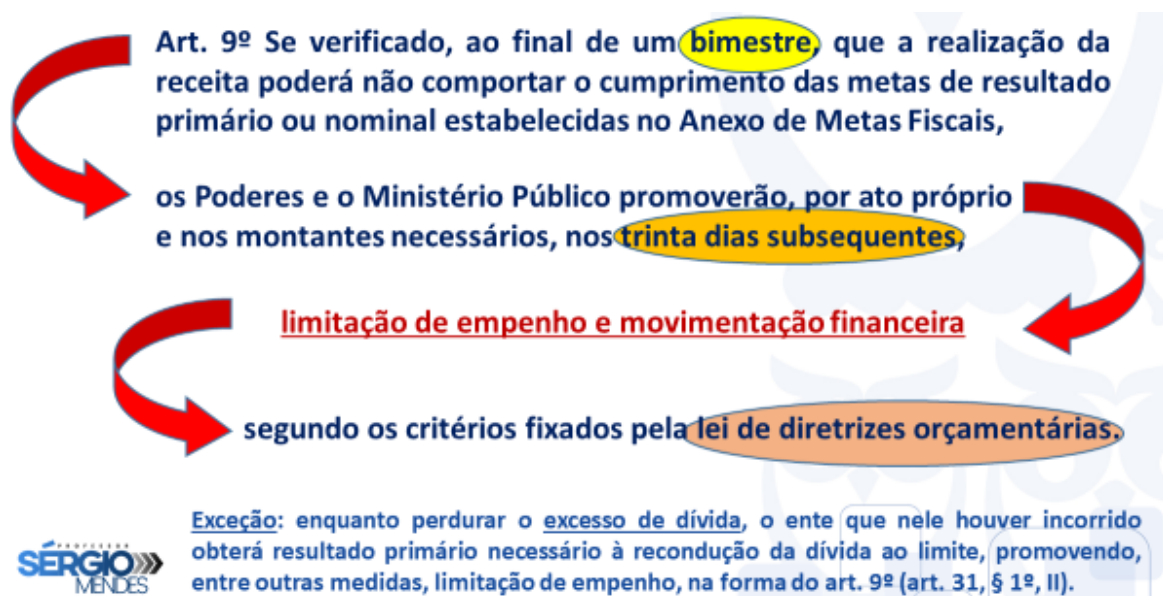 Art. 9º Se verificado, ao final de um bimestre, que a realização da
receita poderá não comportar o cumprimento das metas de resultado
primário ou nominal estabelecidas no Anexo de Metas Fiscais,
os Poderes e o Ministério Público promoverão, por ato próprio
e nos montantes necessários, nos trinta dias subsequentes,
limitação de empenho e movimentação financeira
segundo os critérios fixados pela lei de diretrizes orçamentárias.
Exceção: enquanto perdurar o excesso de dívida, o ente que nele houver incorrido
obterá resultado primário necessário à recondução da dívida ao limite, promovendo,
entre outras medidas, limitação de empenho, na forma do art. 9º (art. 31, § 1º, II).
PROFESSOR
SÉRGIO
MENDES